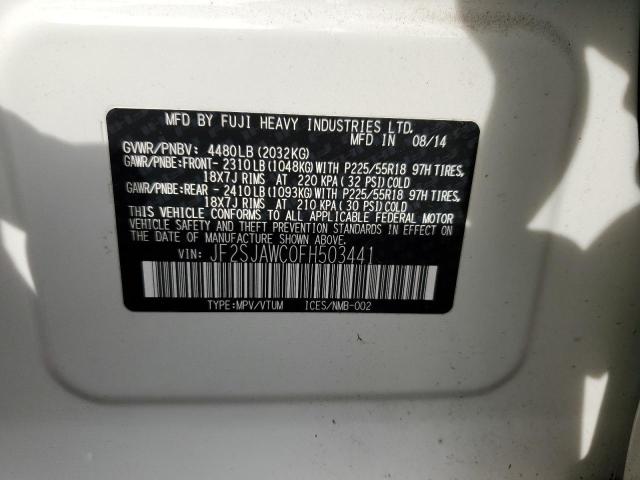 MFD BY FUJI HEAVY INDUSTRIES LTD.
MFD IN 08/14
GVWR/PNBV: 4480LB(2032KG)
GAWR/PNBE:FRONT-2310LB(1048KG)WITH P225/55R18 97H TIRES,
18X7J RIMS AT 220 KPA(32 PSI)COLD
GAWR/PNBE:REAR -2410LB(1093KG)WITH P225/55R18 97H TIRES,
18X7J RIMS AT 210 KPA(30 PSI)COLD
THIS VEHICLE CONFORMS TO ALL APPLICABLE FEDERAL MOTOR
VEHICLE SAFETY AND THEFT PREVENTION STANDARDS IN EFFECT ON
THE DATE OF MANUFACTURE SHOWN ABOVE.
VIN: JF2SJAWC0FH503441
TYPE:MPV/VTUM ICES/NMB-002